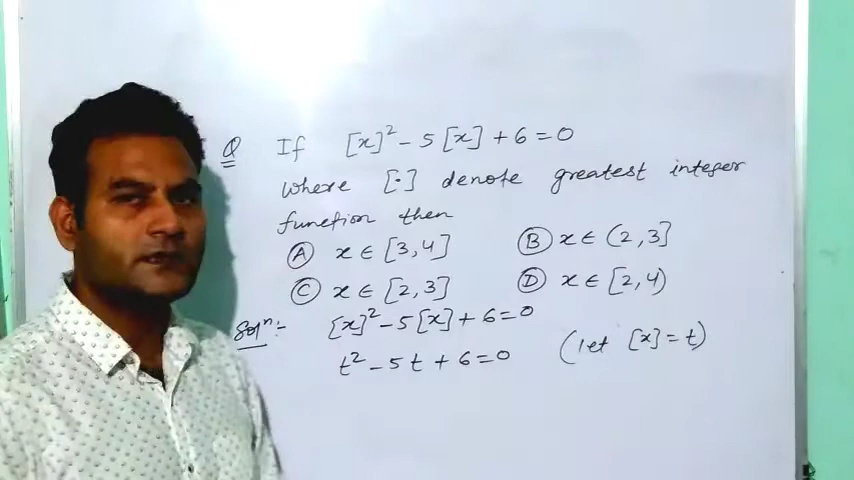 Q If [x]² - 5[x] + 6 = 0
where [·] denote greatest integer
function then
(A) x ∈ [3,4] (B) x ∈ (2,3]
(C) x ∈ [2,3] (D) x ∈ [2,4)
Solⁿ:- [x]² - 5[x] + 6 = 0
t² - 5t + 6 = 0 (let [x] = t)